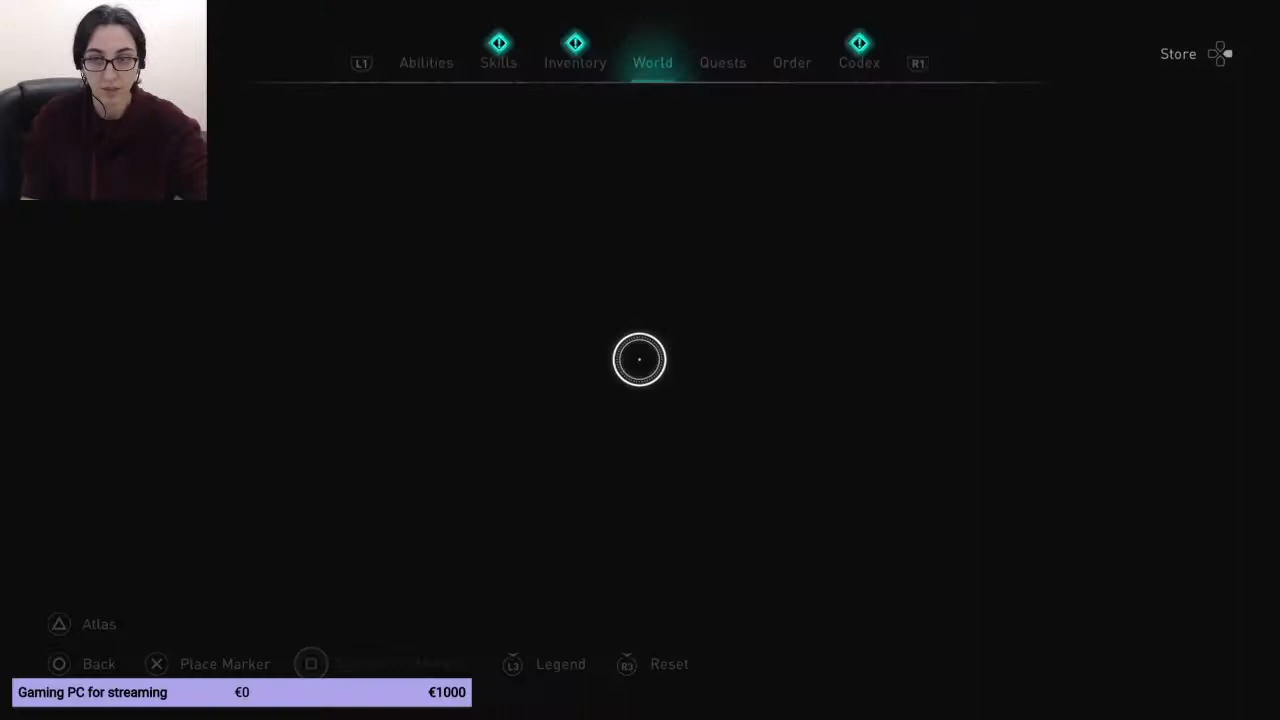 L1 Abilities Skills Inventory World Quests Order Codex R1
Store
Atlas
Back Place Marker L3 Legend R3 Reset
Gaming PC for streaming €0 €1000